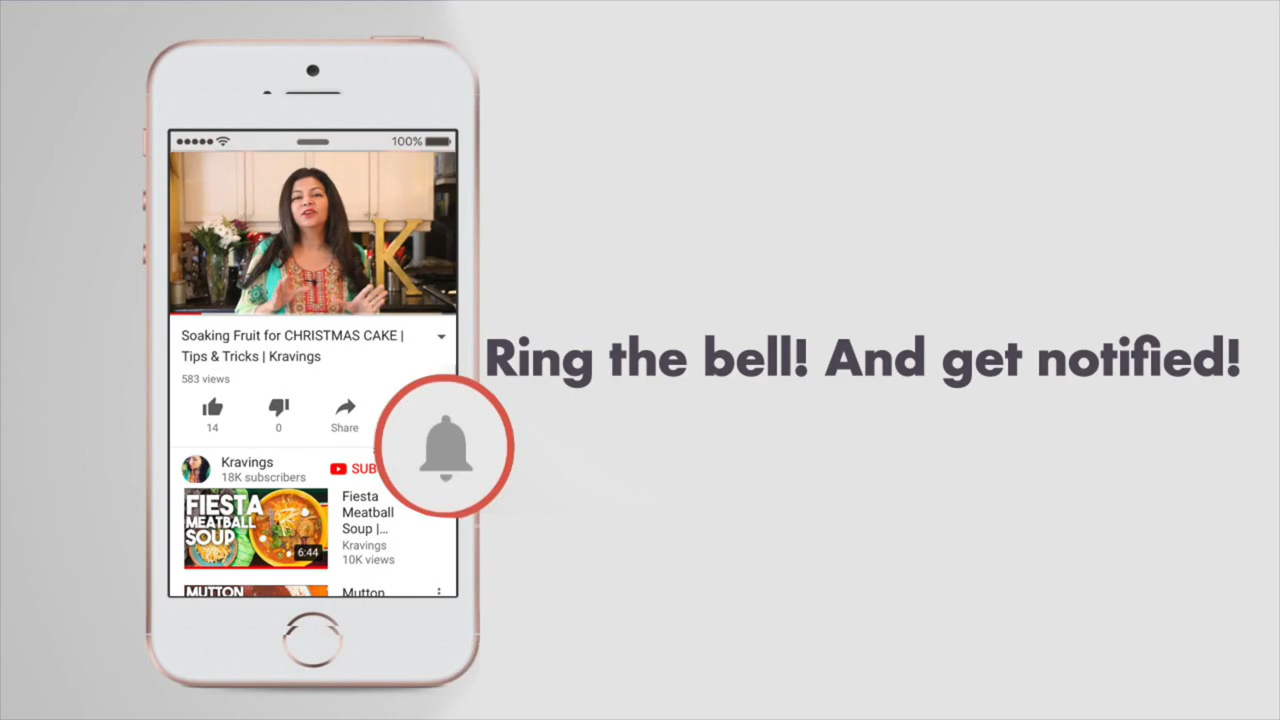 100%
K
Soaking Fruit for CHRISTMAS CAKE |
Tips & Tricks | Kravings
583 views
14
0
Share
Ring the bell! And get notified!
Kravings
18K subscribers
SUB
FIESTA
MEATBALL
SOUP
6:44
Fiesta
Meatball
Soup |...
Kravings
10K views
MUTTON
Mutton